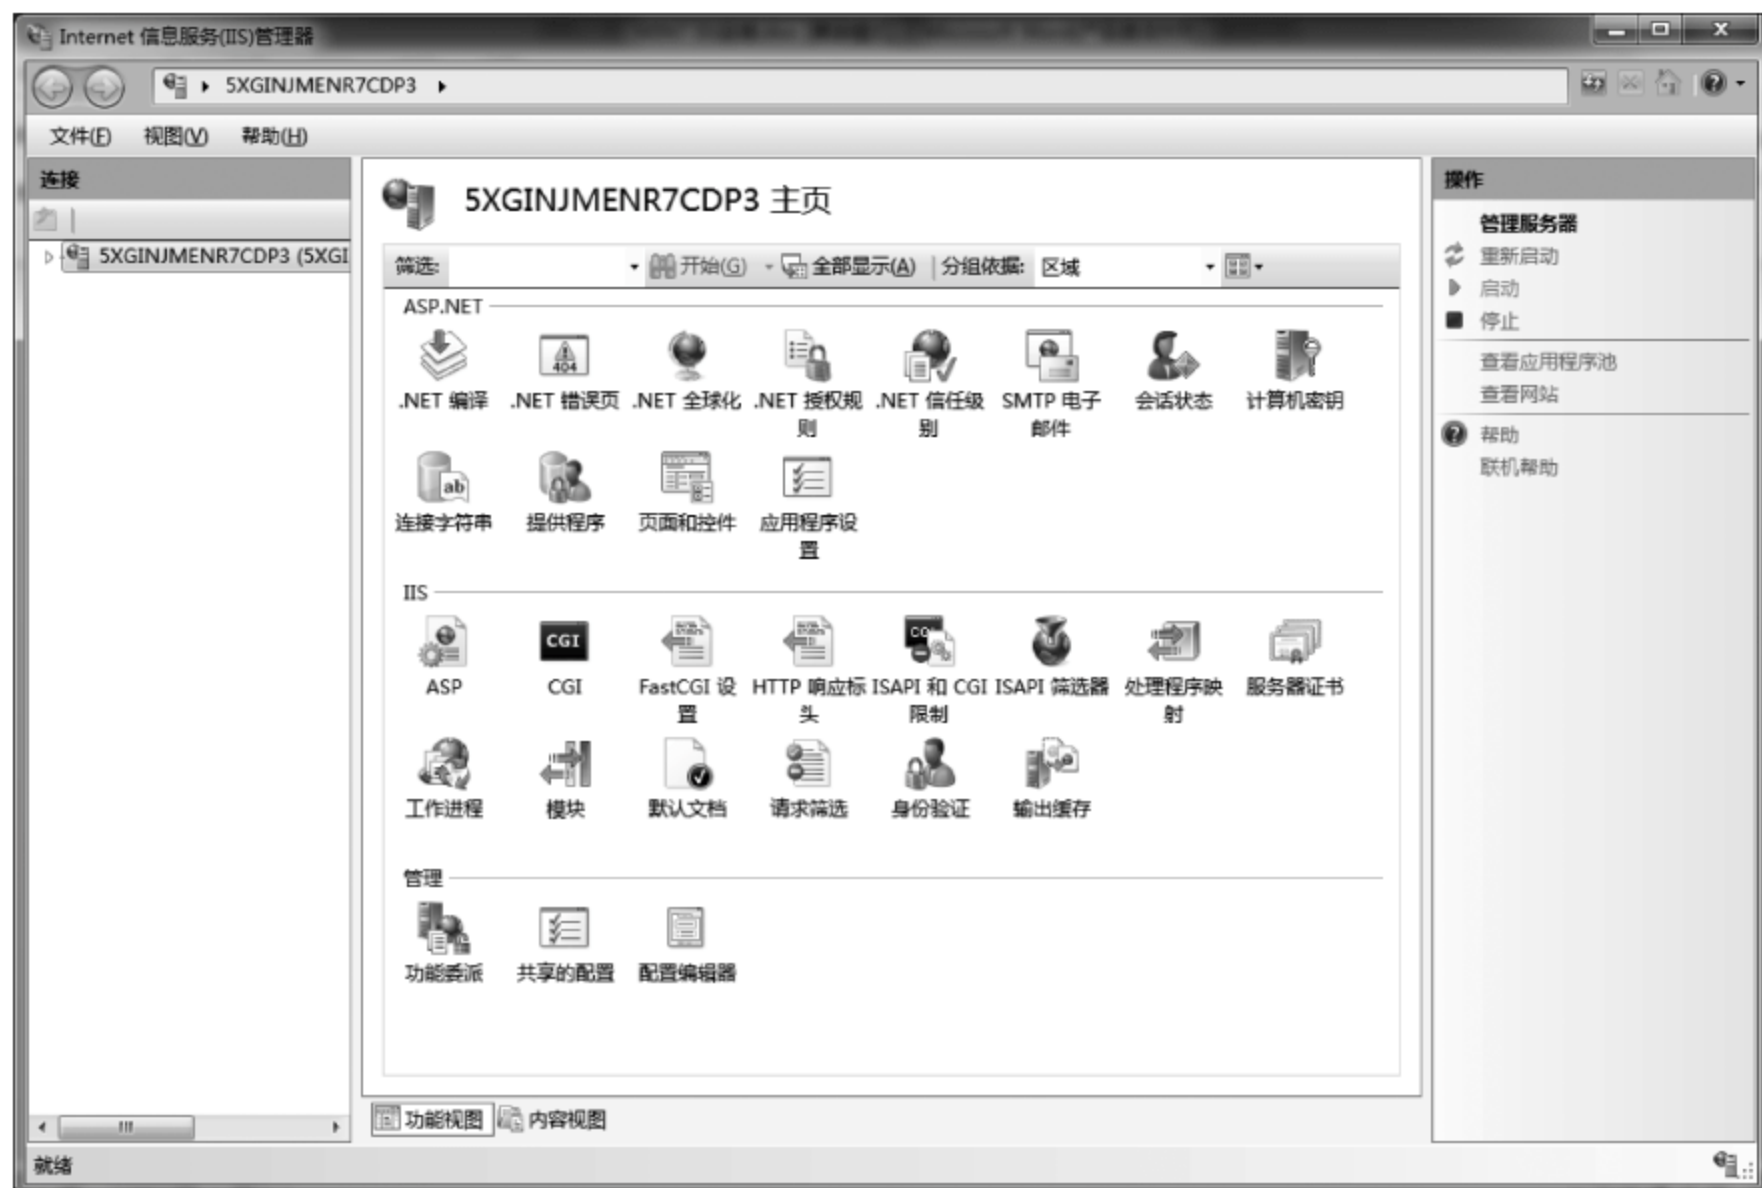 Internet 信息服务(IIS)管理器
5XGINJMENR7CDP3
文件(F) 视图(V) 帮助(H)
连接
5XGINJMENR7CDP3 (5XGI
5XGINJMENR7CDP3 主页
筛选: 开始(G) 全部显示(A) 分组依据: 区域
ASP.NET
.NET 编译
404
.NET 错误页
.NET 全球化
.NET 授权规
则
.NET 信任级
别
SMTP 电子
邮件
会话状态
计算机密钥
ab
连接字符串
提供程序
页面和控件
应用程序设
置
IIS
ASP
CGI
CGI
FastCGI 设
置
HTTP 响应标
头
ISAPI 和 CGI
限制
ISAPI 筛选器
处理程序映
射
服务器证书
工作进程
模块
默认文档
请求筛选
身份验证
输出缓存
管理
功能委派
共享的配置
配置编辑器
功能视图 内容视图
操作
管理服务器
重新启动
启动
停止
查看应用程序池
查看网站
帮助
联机帮助
就绪